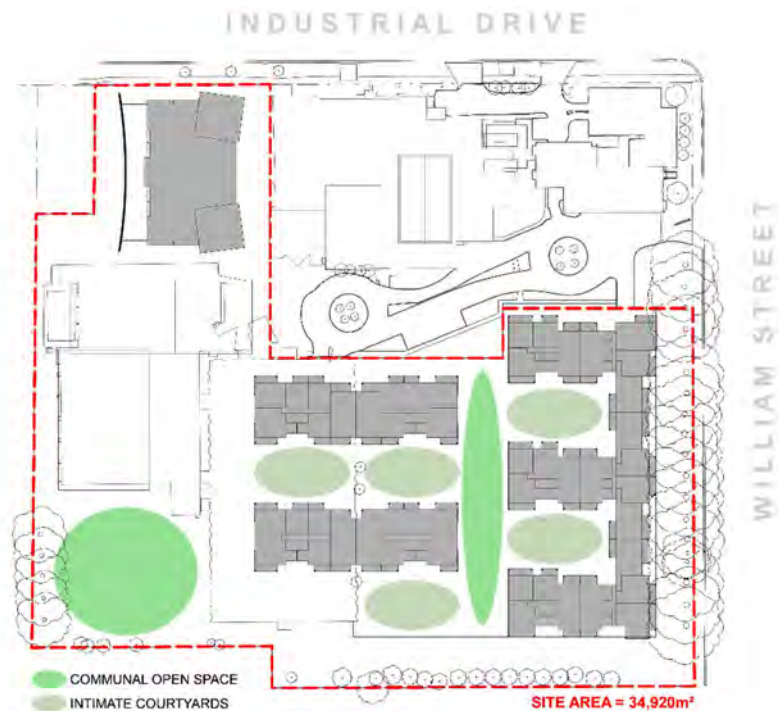 INDUSTRIAL DRIVE
WILLIAM STREET
COMMUNAL OPEN SPACE
INTIMATE COURTYARDS
SITE AREA = 34,920m²